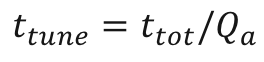 t_tune = t_tot/Q_a